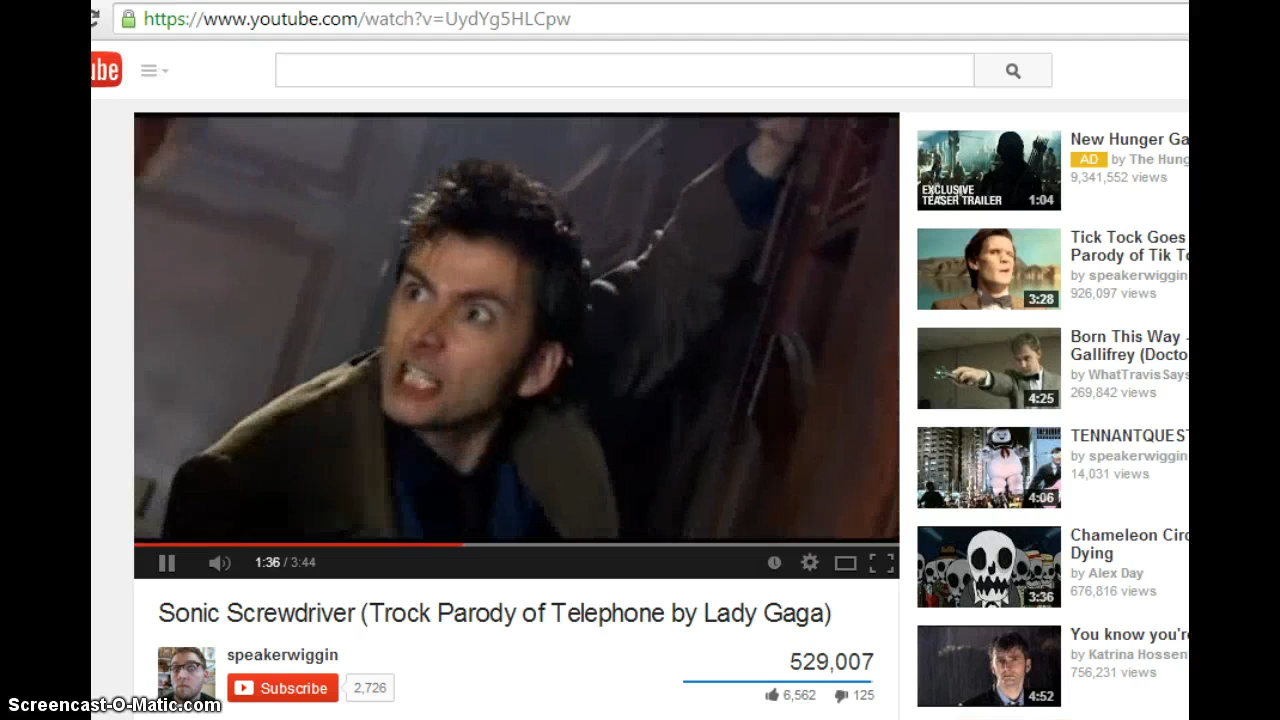 https://www.youtube.com/watch?v=UydYg5HLCpw
ube
New Hunger Ga
AD by The Hung
9,341,552 views
EXCLUSIVE
TEASER TRAILER 1:04
Tick Tock Goes
Parody of Tik T
by speakerwiggin
926,097 views
3:28
Born This Way -
Gallifrey (Docto
by WhatTravisSays
269,842 views
4:25
TENNANTQUEST
by speakerwiggin
14,031 views
4:06
Chameleon Circ
Dying
by Alex Day
676,816 views
3:36
You know you're
by Katrina Hossen
756,231 views
4:52
1:36 / 3:44
Sonic Screwdriver (Trock Parody of Telephone by Lady Gaga)
speakerwiggin
Subscribe 2,726
529,007
6,562 125
Screencast-O-Matic.com